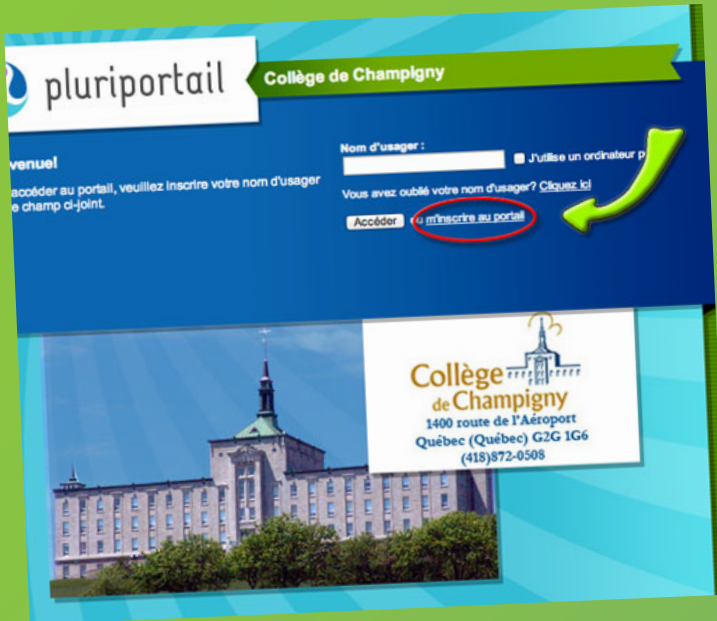 pluriportail
Collège de Champigny
venue!
accéder au portail, veuillez inscrire votre nom d'usager
e champ ci-joint.
Nom d'usager :
J'utilise un ordinateur p
Vous avez oublié votre nom d'usager? Cliquez ici
Accéder u m'inscrire au portail
Collège
de Champigny
1400 route de l'Aéroport
Québec (Québec) G2G 1G6
(418)872-0508